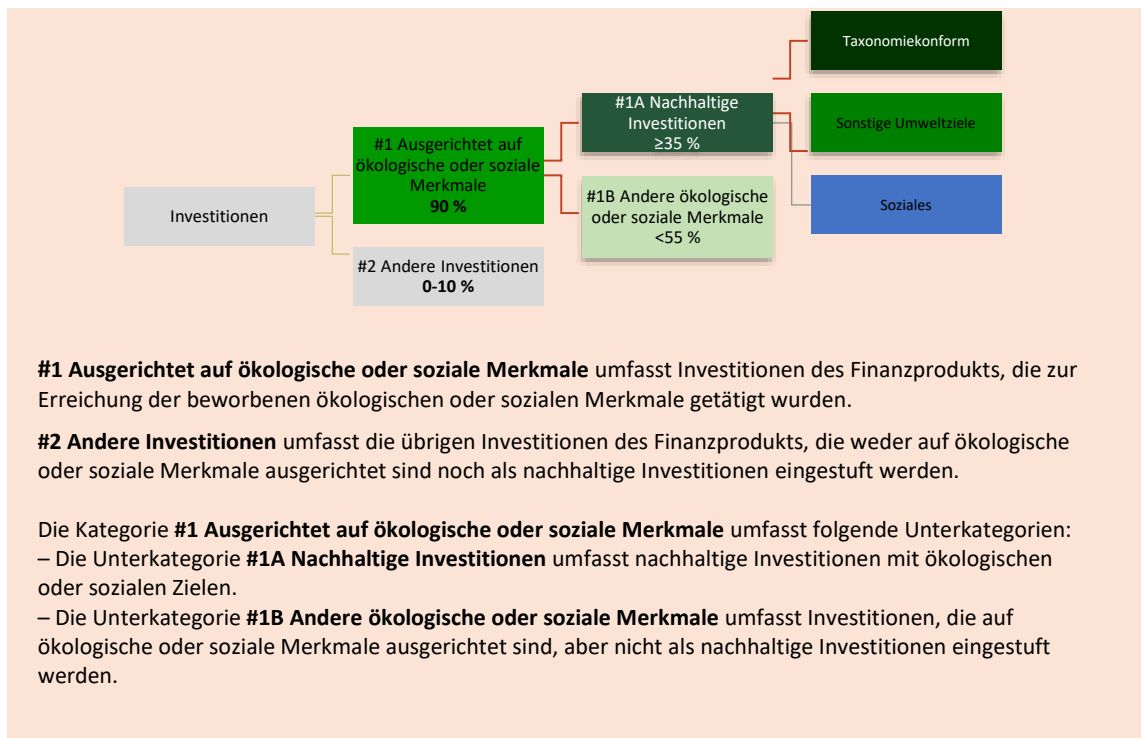 Taxonomiekonform
#1A Nachhaltige
Investitionen
≥35 %
Sonstige Umweltziele
#1 Ausgerichtet auf
ökologische oder soziale
Merkmale
90 %
#1B Andere ökologische
oder soziale Merkmale
<55 %
Soziales
Investitionen
#2 Andere Investitionen
0-10 %
#1 Ausgerichtet auf ökologische oder soziale Merkmale umfasst Investitionen des Finanzprodukts, die zur
Erreichung der beworbenen ökologischen oder sozialen Merkmale getätigt wurden.
#2 Andere Investitionen umfasst die übrigen Investitionen des Finanzprodukts, die weder auf ökologische
oder soziale Merkmale ausgerichtet sind noch als nachhaltige Investitionen eingestuft werden.
Die Kategorie #1 Ausgerichtet auf ökologische oder soziale Merkmale umfasst folgende Unterkategorien:
– Die Unterkategorie #1A Nachhaltige Investitionen umfasst nachhaltige Investitionen mit ökologischen
oder sozialen Zielen.
– Die Unterkategorie #1B Andere ökologische oder soziale Merkmale umfasst Investitionen, die auf
ökologische oder soziale Merkmale ausgerichtet sind, aber nicht als nachhaltige Investitionen eingestuft
werden.